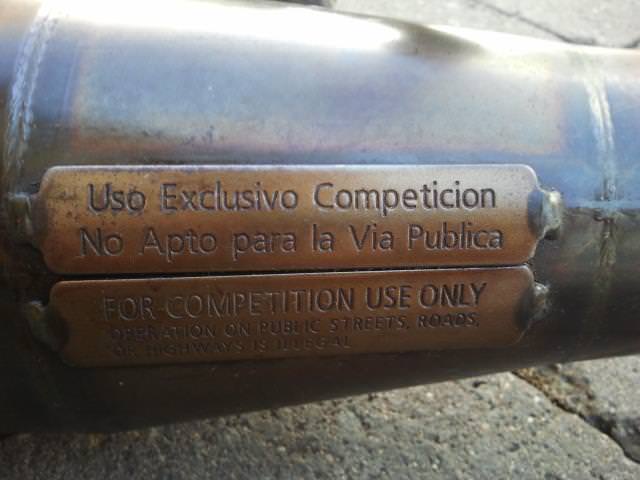 Uso Exclusivo Competicion
No Apto para la Via Publica
FOR COMPETITION USE ONLY
OPERATION ON PUBLIC STREETS, ROADS,
OR HIGHWAYS IS ILLEGAL